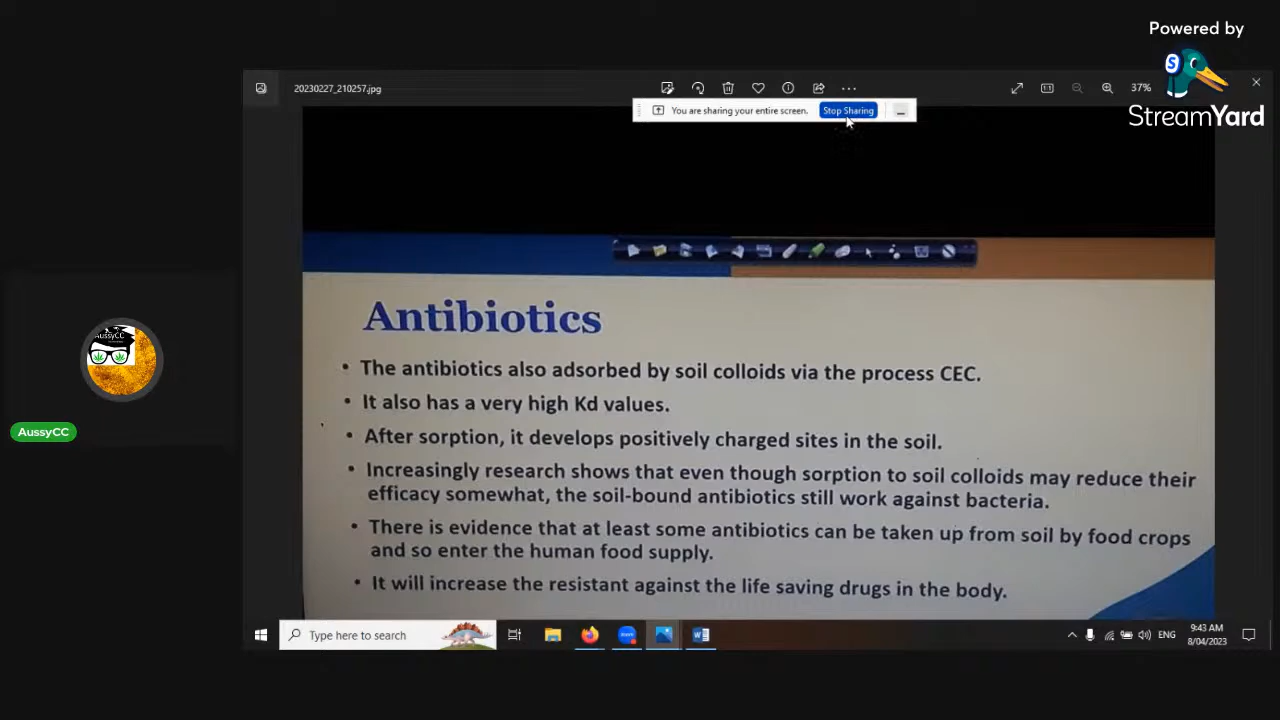 Powered by
StreamYard
20230227_210257.jpg
37%
You are sharing your entire screen.
Stop Sharing
Antibiotics
• The antibiotics also adsorbed by soil colloids via the process CEC.
• It also has a very high Kd values.
• After sorption, it develops positively charged sites in the soil.
• Increasingly research shows that even though sorption to soil colloids may reduce their
efficacy somewhat, the soil-bound antibiotics still work against bacteria.
• There is evidence that at least some antibiotics can be taken up from soil by food crops
and so enter the human food supply.
• It will increase the resistant against the life saving drugs in the body.
AussyCC
AussyCC
Type here to search
zoom
ENG
9:43 AM
8/04/2023